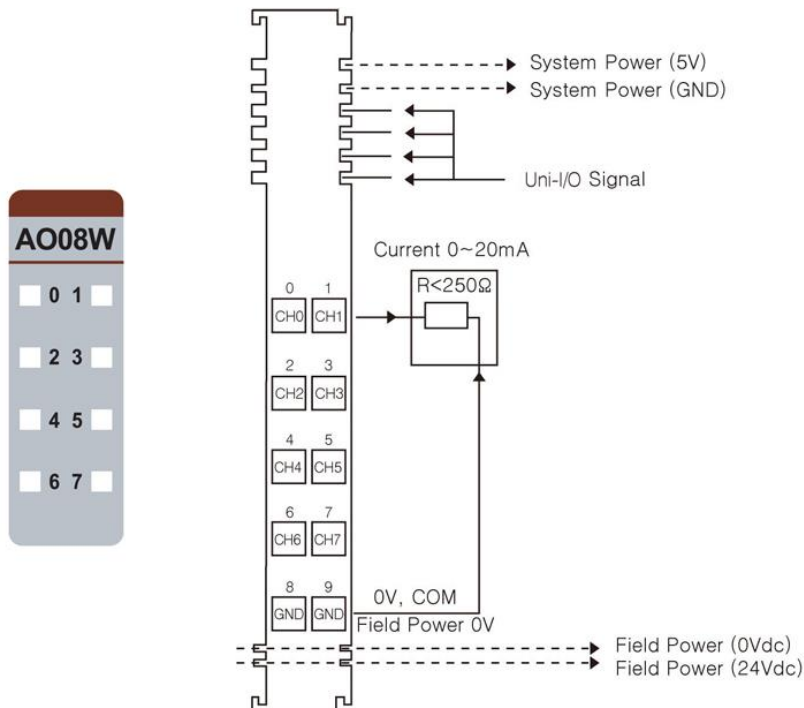 System Power (5V)
System Power (GND)
Uni-I/O Signal
AO08W
0 1
2 3
4 5
6 7
Current 0~20mA
R<250Ω
0 1
CH0 CH1
2 3
CH2 CH3
4 5
CH4 CH5
6 7
CH6 CH7
8 9
GND GND
0V, COM
Field Power 0V
Field Power (0Vdc)
Field Power (24Vdc)